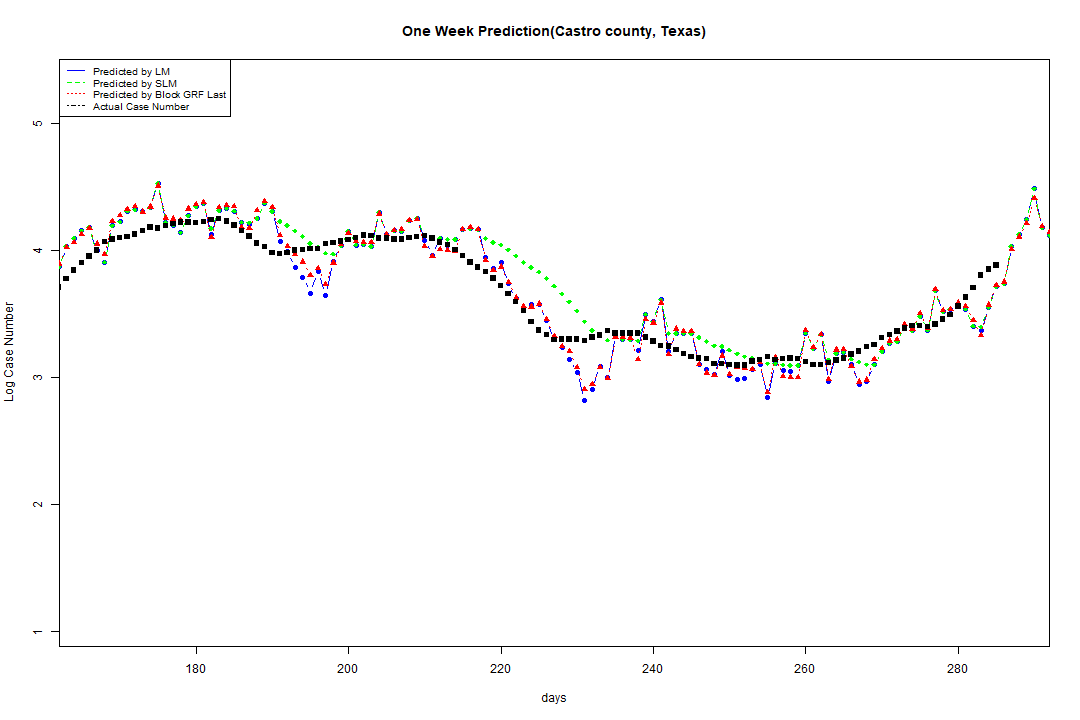 One Week Prediction(Castro county, Texas)
Predicted by LM
Predicted by SLM
Predicted by Block GRF Last
Actual Case Number
5
4
3
2
1
Log Case Number
180 200 220 240 260 280
days